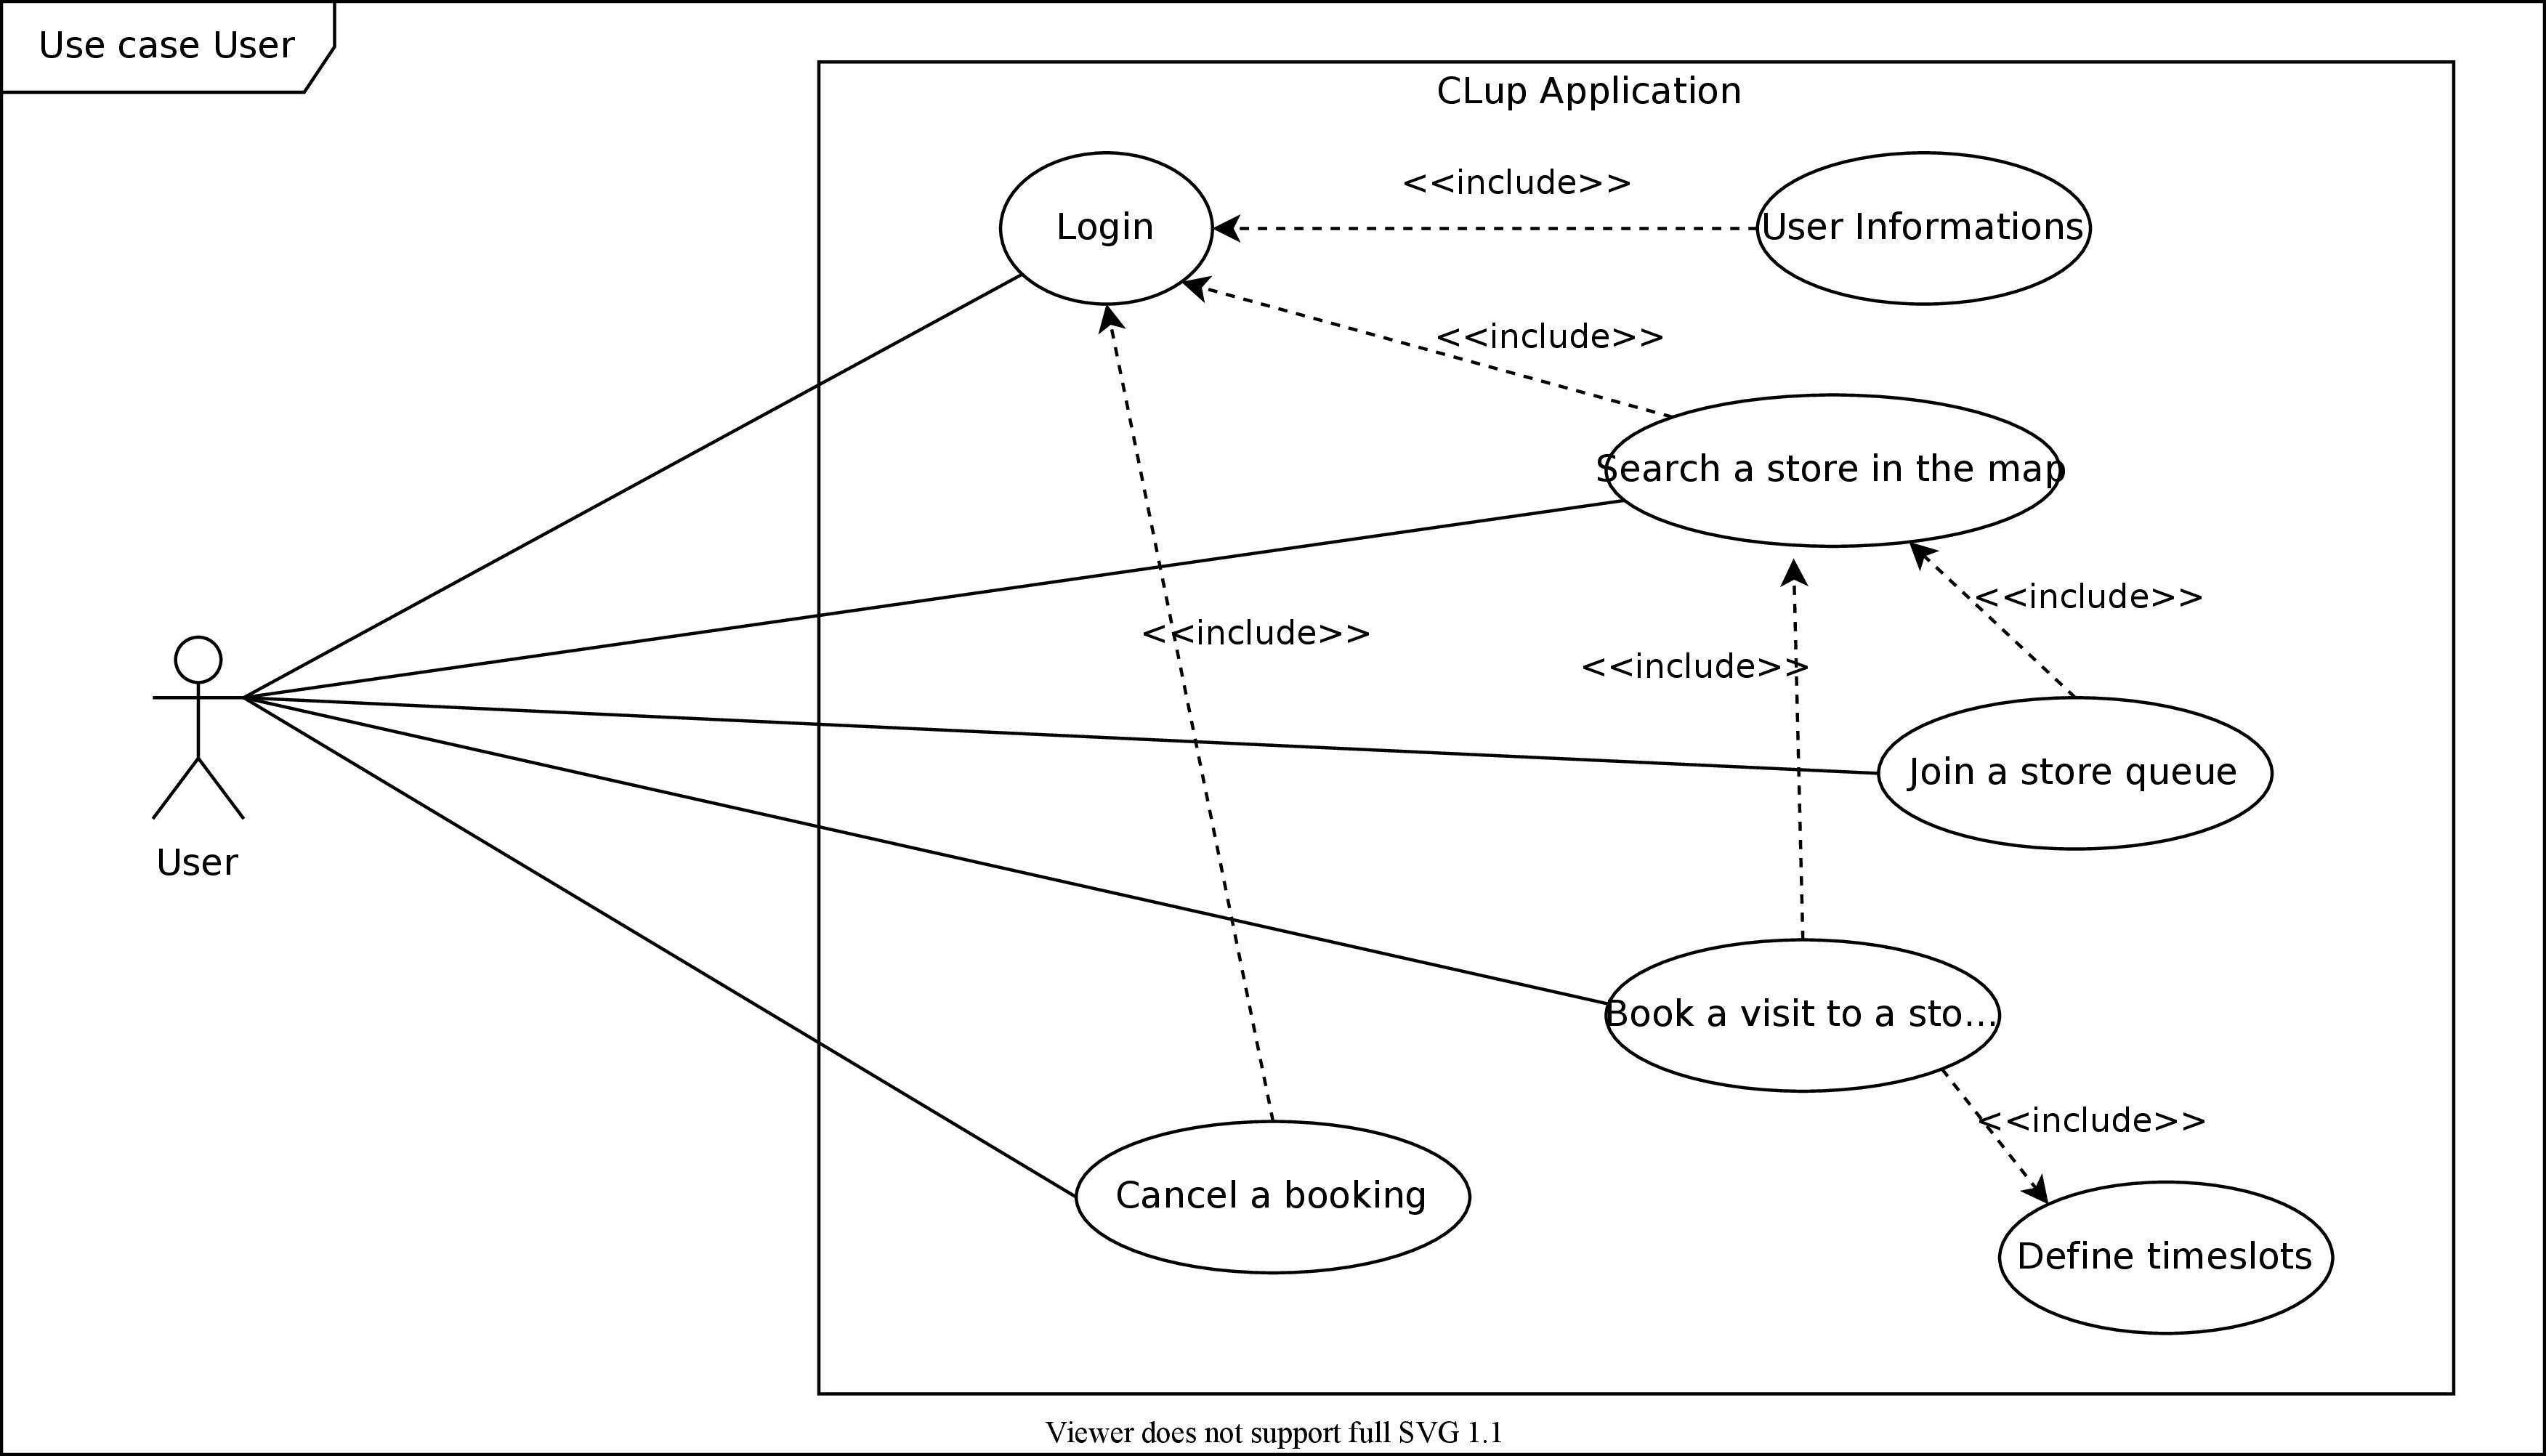 Use case User
CLup Application
<<include>>
Login
User Informations
<<include>>
Search a store in the map
<<include>>
<<include>>
<<include>>
Join a store queue
User
Book a visit to a sto...
<<include>>
Cancel a booking
Define timeslots
Viewer does not support full SVG 1.1